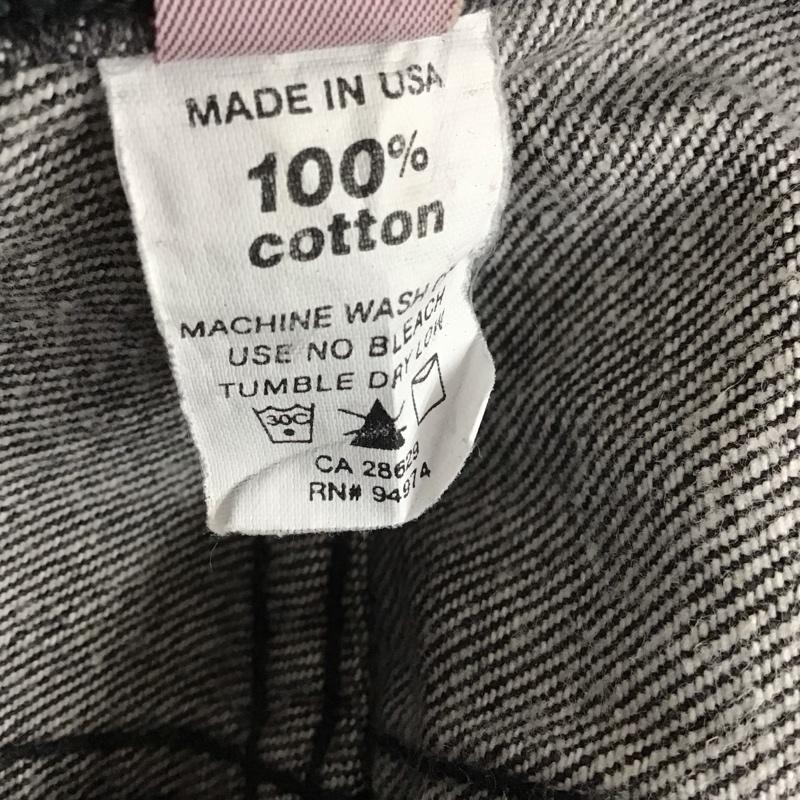 MADE IN USA
100%
cotton
MACHINE WASH
USE NO BLEACH
TUMBLE DRY LOW
30C
CA 28629
RN# 94974